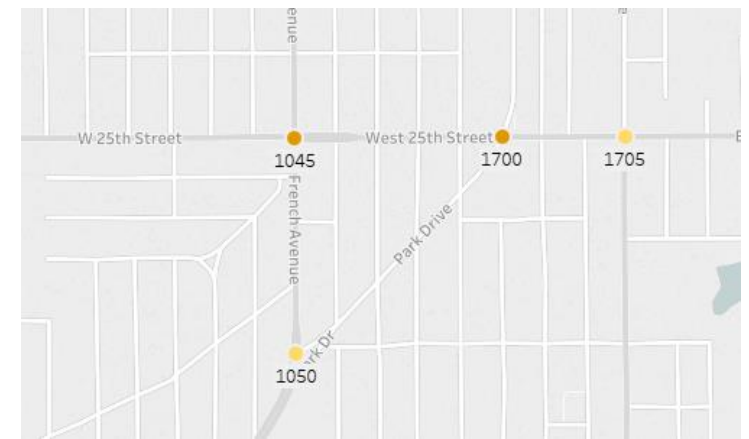 W 25th Street
West 25th Street
1045
1700
1705
French Avenue
Park Drive
1050